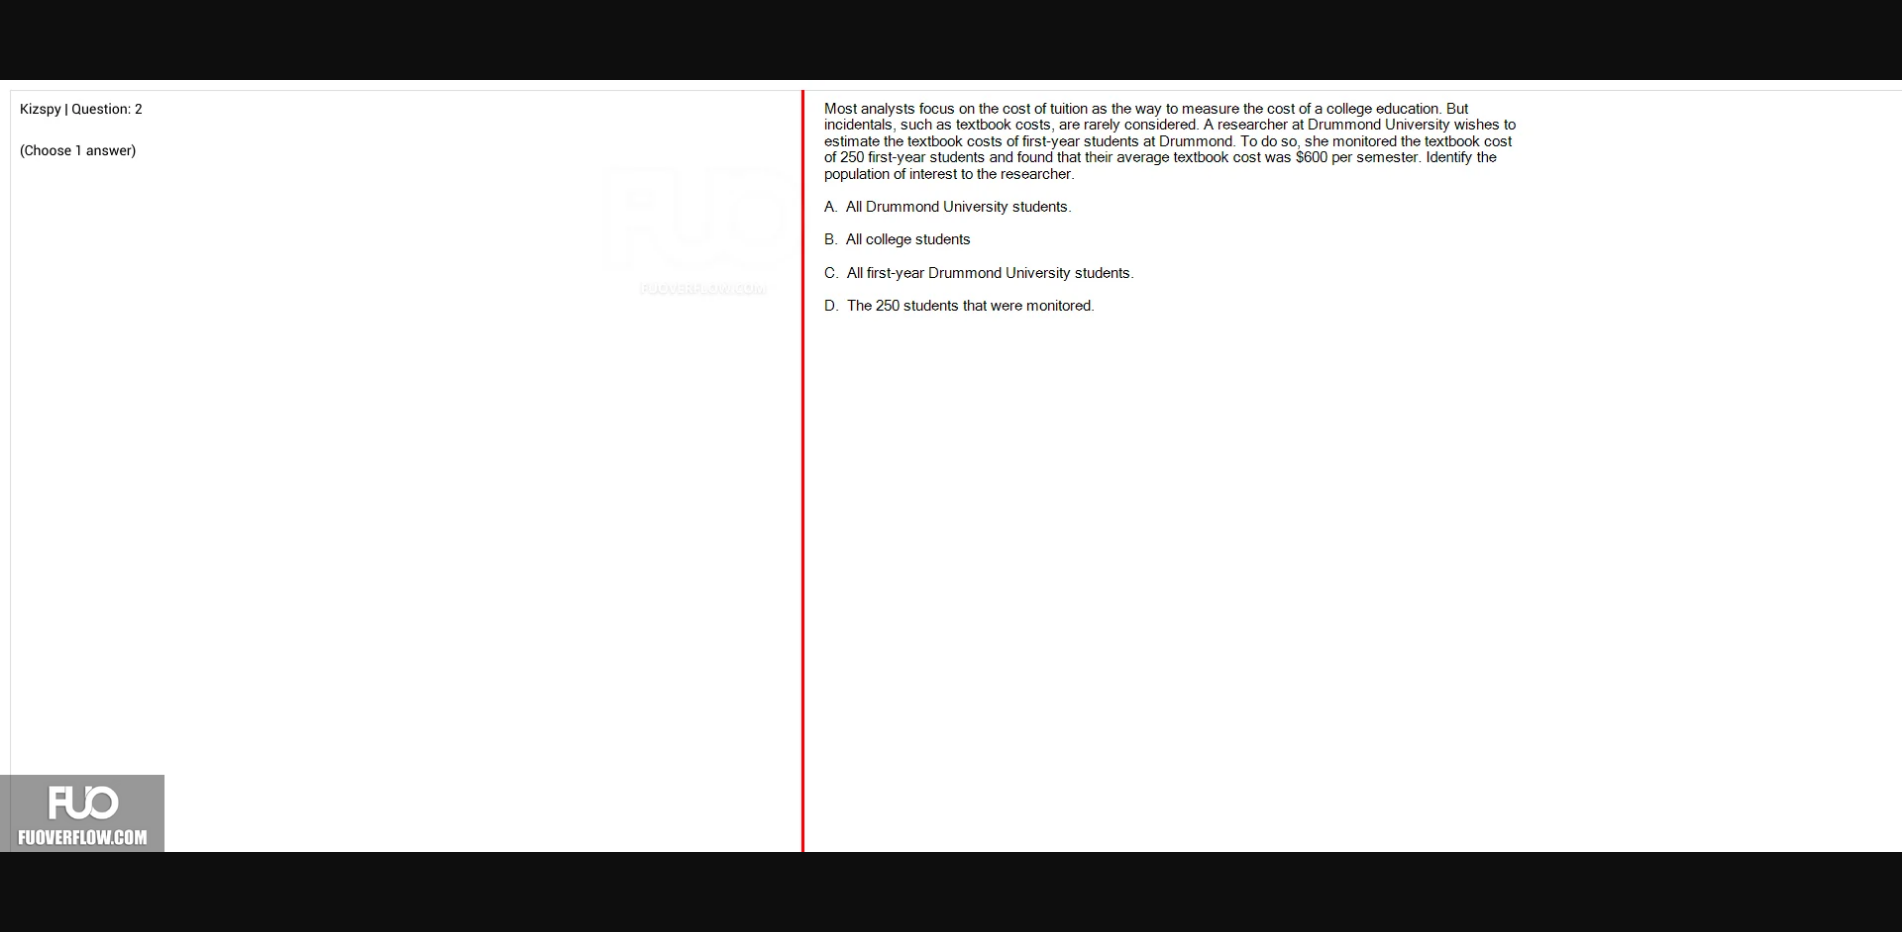 Kizspy | Question: 2
(Choose 1 answer)
Most analysts focus on the cost of tuition as the way to measure the cost of a college education. But
incidentals, such as textbook costs, are rarely considered. A researcher at Drummond University wishes to
estimate the textbook costs of first-year students at Drummond. To do so, she monitored the textbook cost
of 250 first-year students and found that their average textbook cost was $600 per semester. Identify the
population of interest to the researcher.
A. All Drummond University students.
B. All college students
C. All first-year Drummond University students.
D. The 250 students that were monitored.
FUO
FUOVERFLOW.COM
FUO
FUOVERFLOW.COM